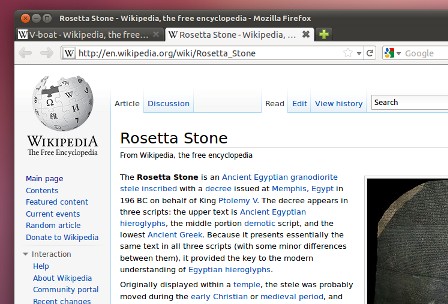 Rosetta Stone - Wikipedia, the free encyclopedia - Mozilla Firefox
V-boat - Wikipedia, the free...
Rosetta Stone - Wikipedia, ...
http://en.wikipedia.org/wiki/Rosetta_Stone
Google
WIKIPEDIA
The Free Encyclopedia
Article Discussion Read Edit View history Search
Rosetta Stone
From Wikipedia, the free encyclopedia
Main page
Contents
Featured content
Current events
Random article
Donate to Wikipedia
Interaction
Help
About Wikipedia
Community portal
Recent changes
The Rosetta Stone is an Ancient Egyptian granodiorite
stele inscribed with a decree issued at Memphis, Egypt in
196 BC on behalf of King Ptolemy V. The decree appears in
three scripts: the upper text is Ancient Egyptian
hieroglyphs, the middle portion demotic script, and the
lowest Ancient Greek. Because it presents essentially the
same text in all three scripts (with some minor differences
between them), it provided the key to the modern
understanding of Egyptian hieroglyphs.
Originally displayed within a temple, the stele was probably
moved during the early Christian or medieval period, and